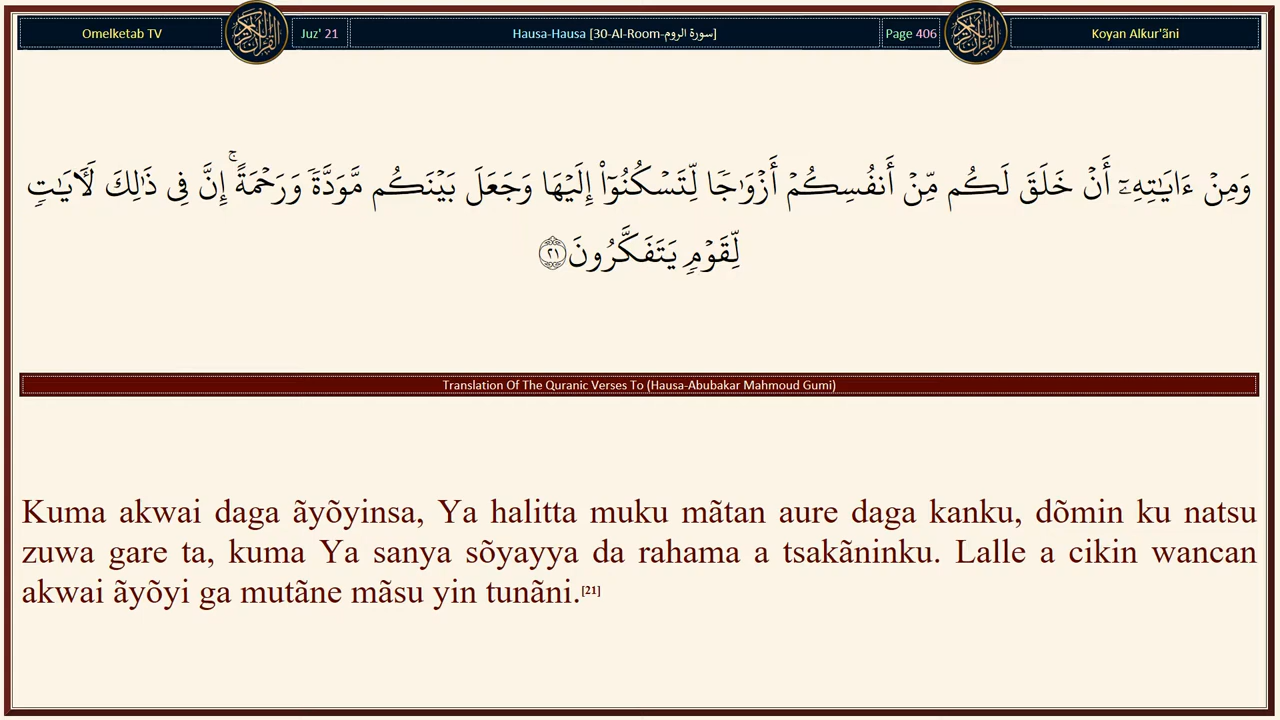 Omelketab TV
Juz' 21
Hausa-Hausa [30-Al-Room-سورة الروم]
Page 406
Koyan Alƙur'ãni
وَمِنۡ ءَايَٰتِهِۦٓ أَنۡ خَلَقَ لَكُم مِّنۡ أَنفُسِكُمۡ أَزۡوَٰجٗا لِّتَسۡكُنُوٓاْ إِلَيۡهَا وَجَعَلَ بَيۡنَكُم مَّوَدَّةٗ وَرَحۡمَةًۚ إِنَّ فِي ذَٰلِكَ لَأٓيَٰتٖ
لِّقَوۡمٖ يَتَفَكَّرُونَ ٢١
Translation Of The Quranic Verses To (Hausa-Abubakar Mahmoud Gumi)
Kuma akwai daga ãyõyinsa, Ya halitta muku mãtan aure daga kanku, dõmin ku natsu
zuwa gare ta, kuma Ya sanya sõyayya da rahama a tsakãninku. Lalle a cikin wancan
akwai ãyõyi ga mutãne mãsu yin tunãni.[21]